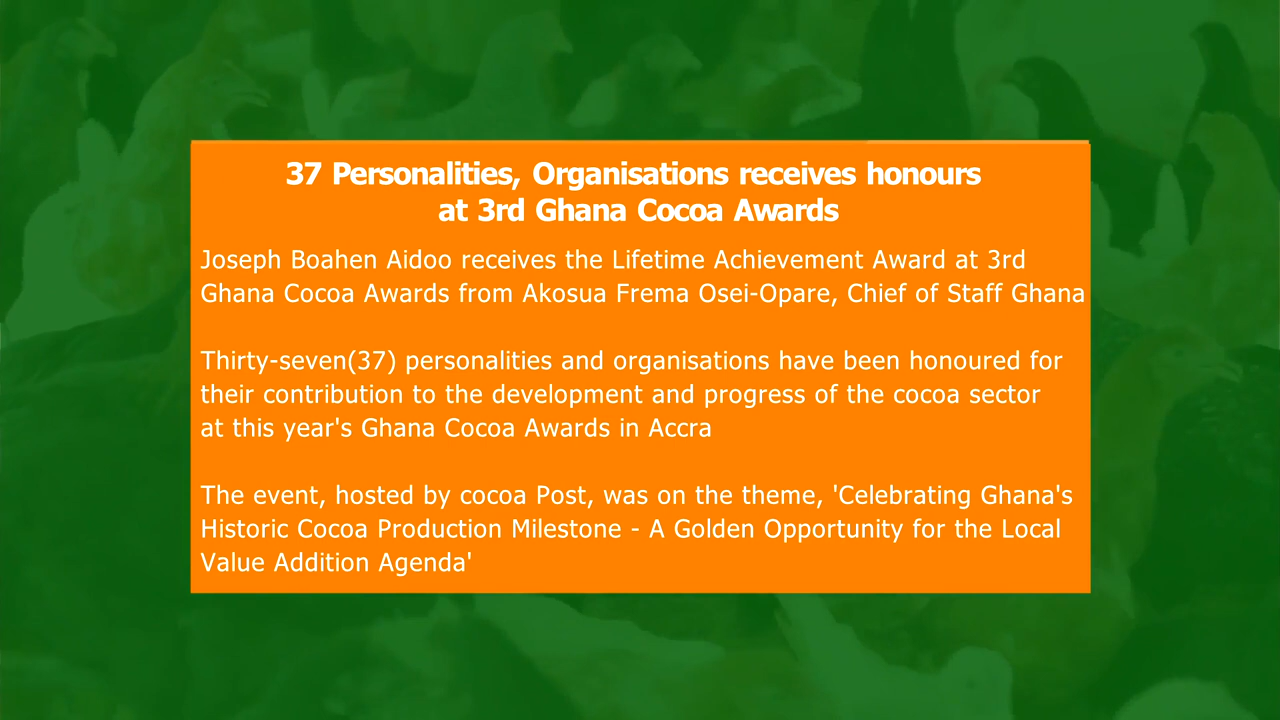 37 Personalities, Organisations receives honours
at 3rd Ghana Cocoa Awards
Joseph Boahen Aidoo receives the Lifetime Achievement Award at 3rd
Ghana Cocoa Awards from Akosua Frema Osei-Opare, Chief of Staff Ghana
Thirty-seven(37) personalities and organisations have been honoured for
their contribution to the development and progress of the cocoa sector
at this year's Ghana Cocoa Awards in Accra
The event, hosted by cocoa Post, was on the theme, 'Celebrating Ghana's
Historic Cocoa Production Milestone - A Golden Opportunity for the Local
Value Addition Agenda'